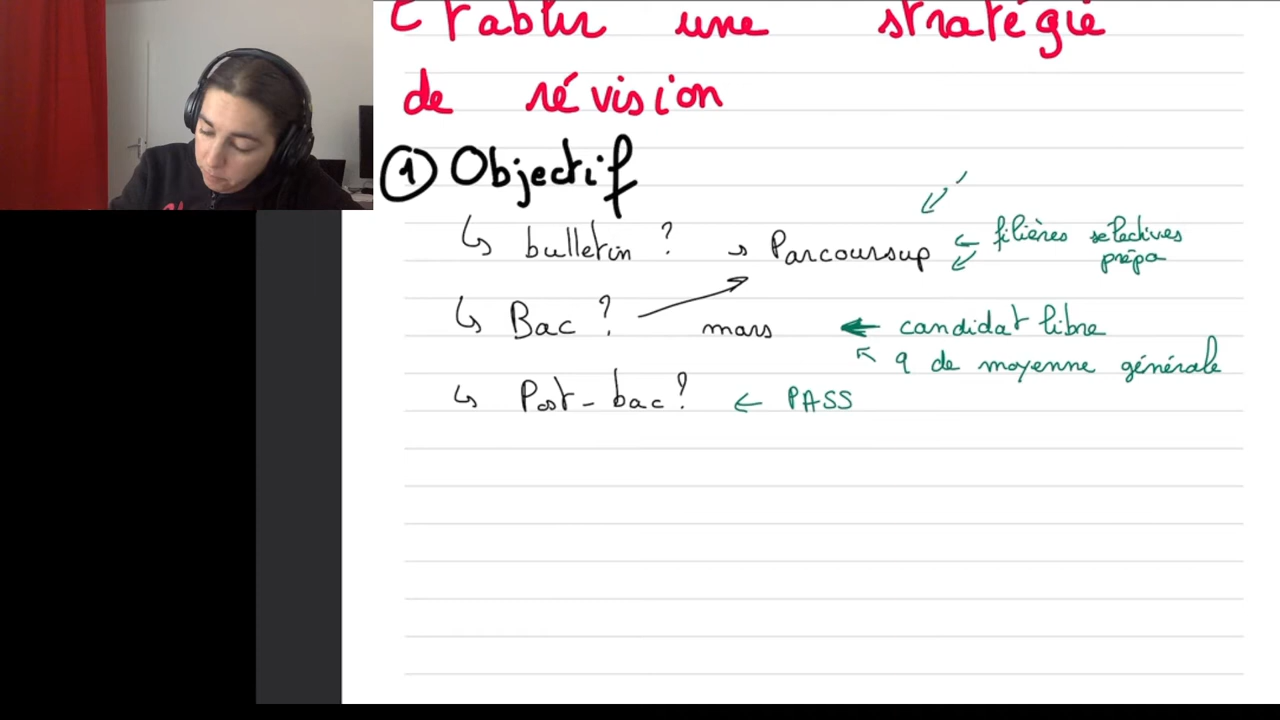 Etablir une stratégie
de révision
① Objectif
↳ bulletin ? → Parcoursup ← filières selectives
prépa
↳ Bac ? mars ← candidat libre
9 de moyenne générale
↳ Post-bac ? ← PASS